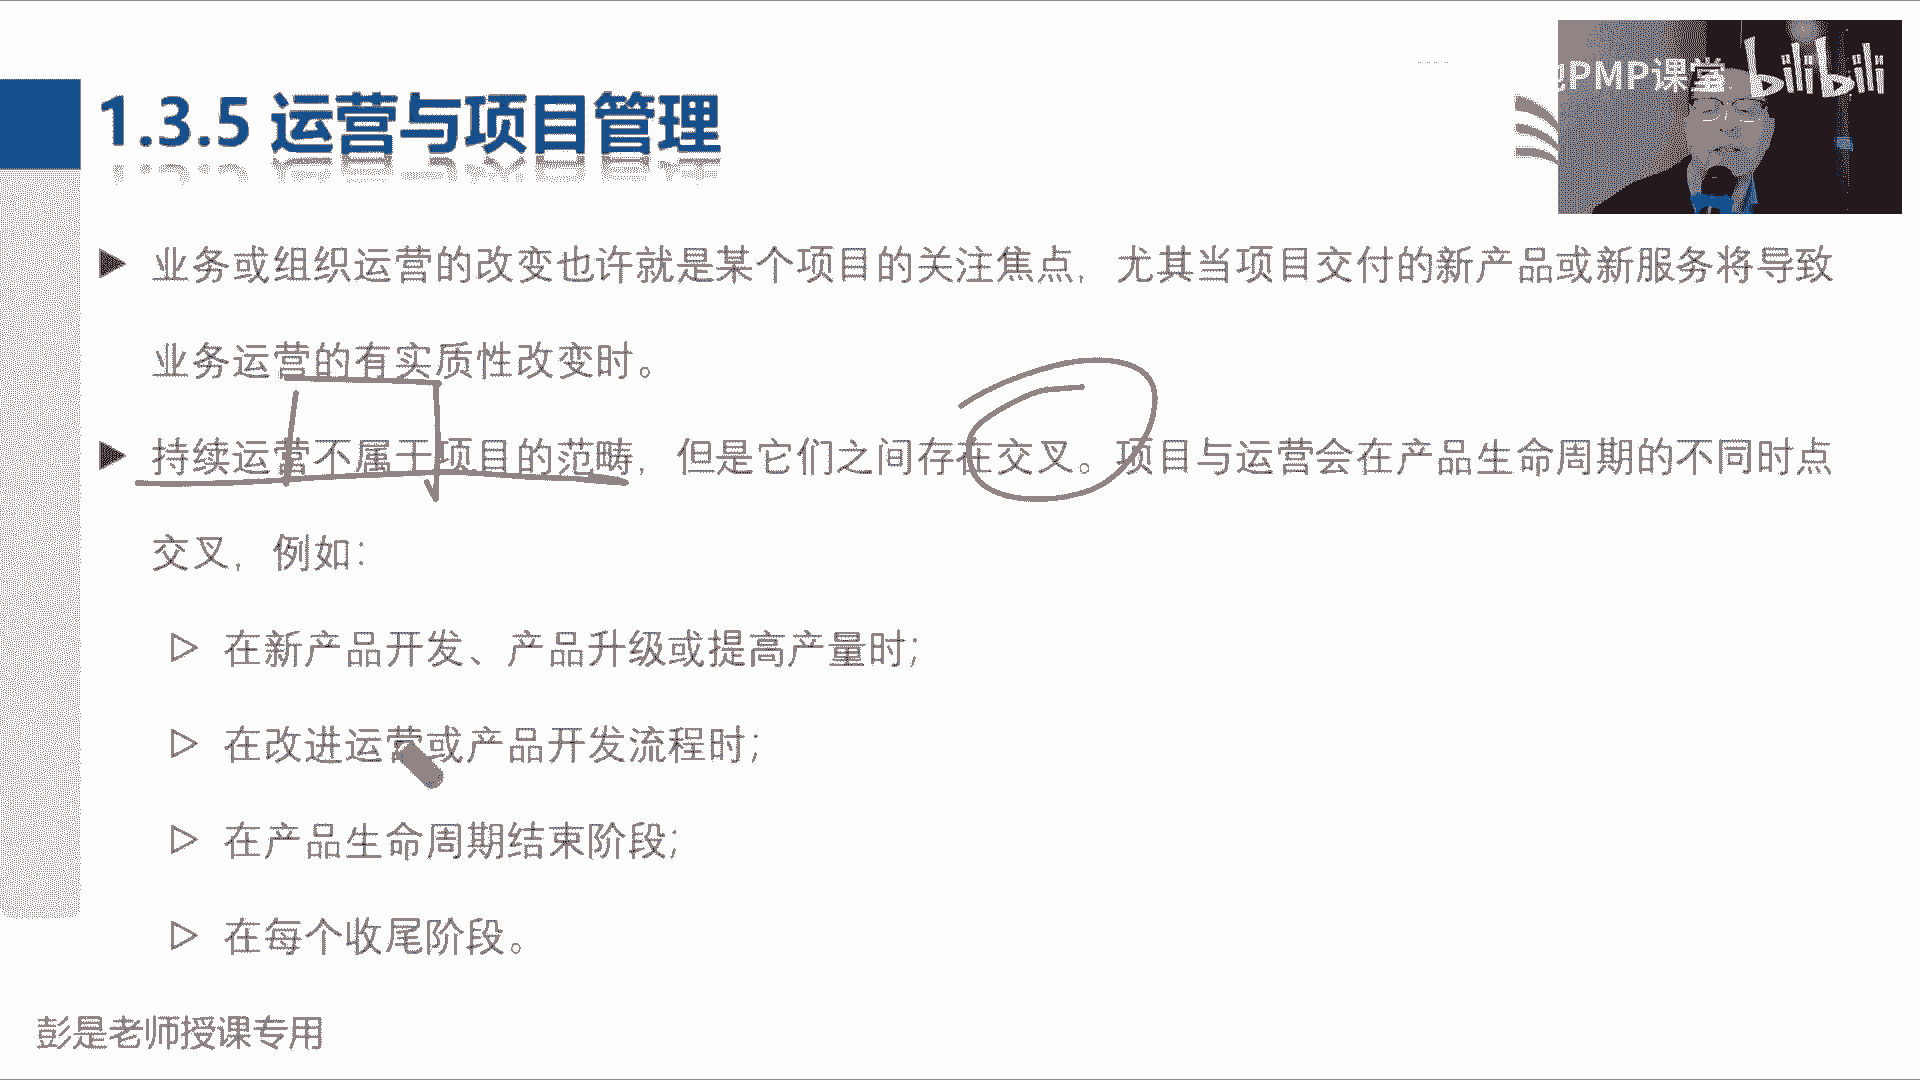 PMP课堂
bilibili
1.3.5 运营与项目管理
业务或组织运营的改变也许就是某个项目的关注焦点，尤其当项目交付的新产品或新服务将导致
业务运营的有实质性改变时。
持续运营不属于项目的范畴，但是它们之间存在交叉。项目与运营会在产品生命周期的不同时点
交叉，例如：
在新产品开发、产品升级或提高产量时；
在改进运营或产品开发流程时；
在产品生命周期结束阶段；
在每个收尾阶段。
彭是老师授课专用